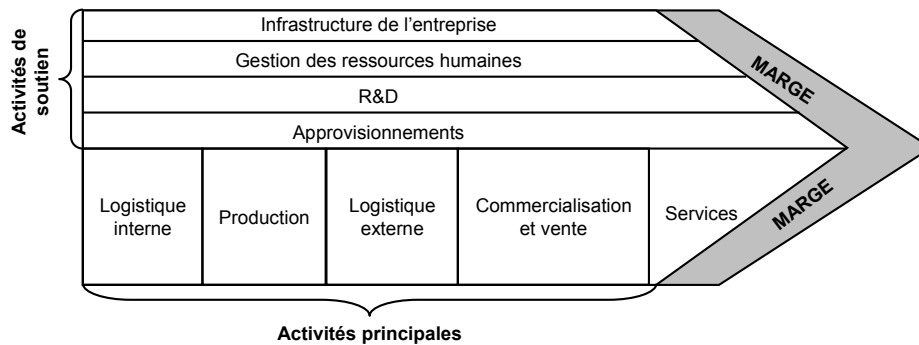 Activités de
soutien
Infrastructure de l’entreprise
Gestion des ressources humaines
R&D
Approvisionnements
MARGE
Logistique
interne
Production
Logistique
externe
Commercialisation
et vente
Services
MARGE
Activités principales